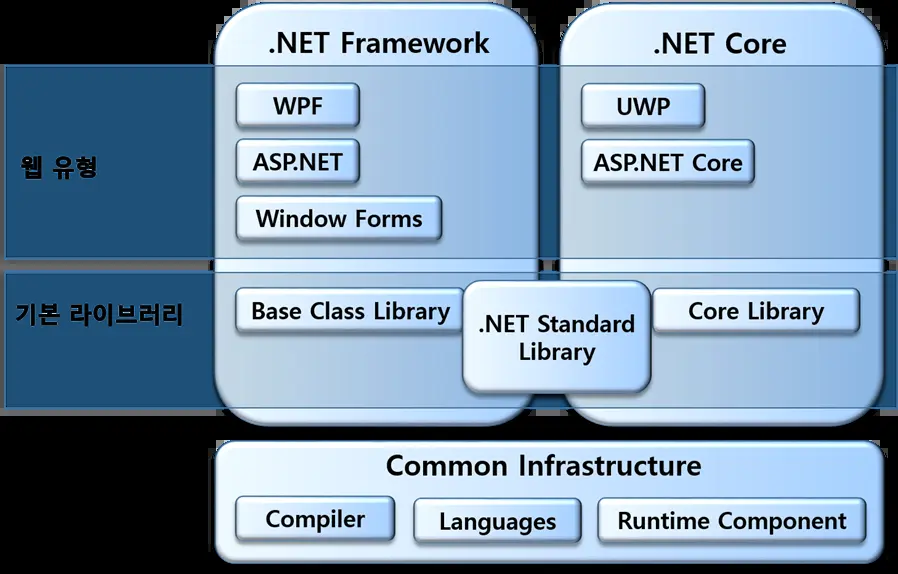 .NET Framework
.NET Core
웹 유형
WPF
ASP.NET
Window Forms
UWP
ASP.NET Core
기본 라이브러리
Base Class Library
.NET Standard
Library
Core Library
Common Infrastructure
Compiler
Languages
Runtime Component